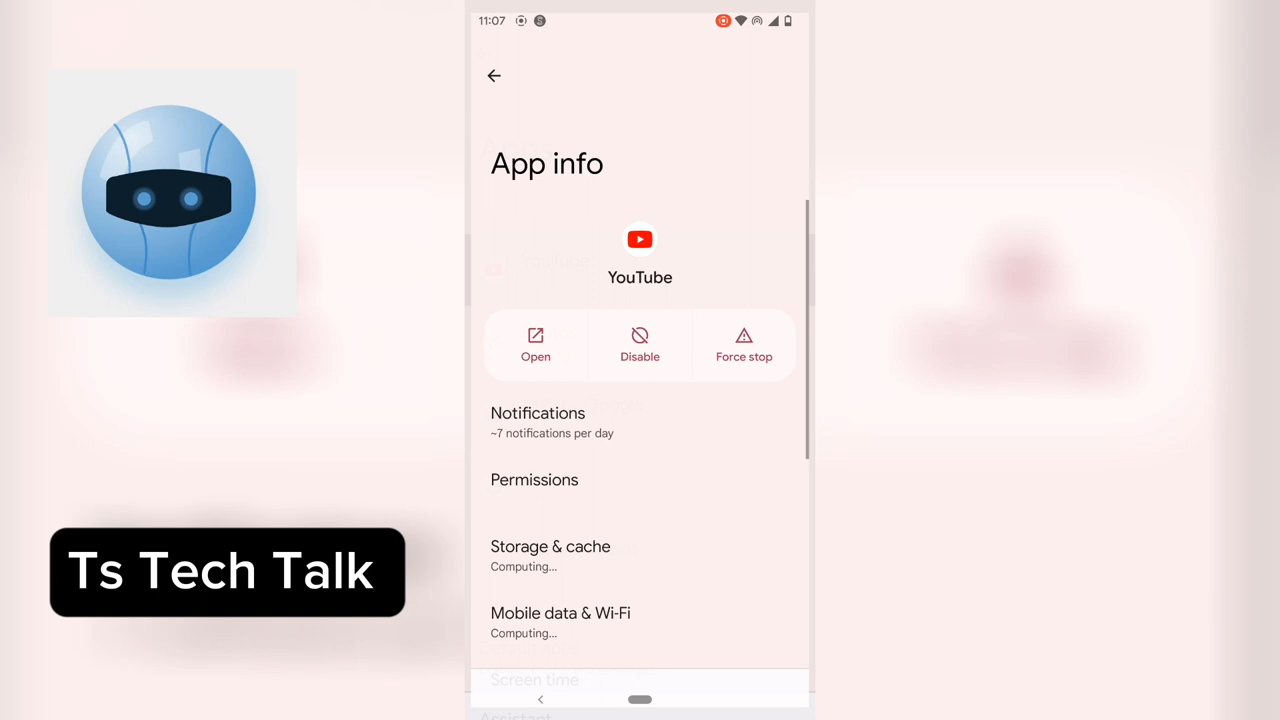 11:07
App info
YouTube
Open
Disable
Force stop
Notifications
~7 notifications per day
Permissions
Storage & cache
Computing...
Mobile data & Wi-Fi
Computing...
Screen time
Assistant
Ts Tech Talk